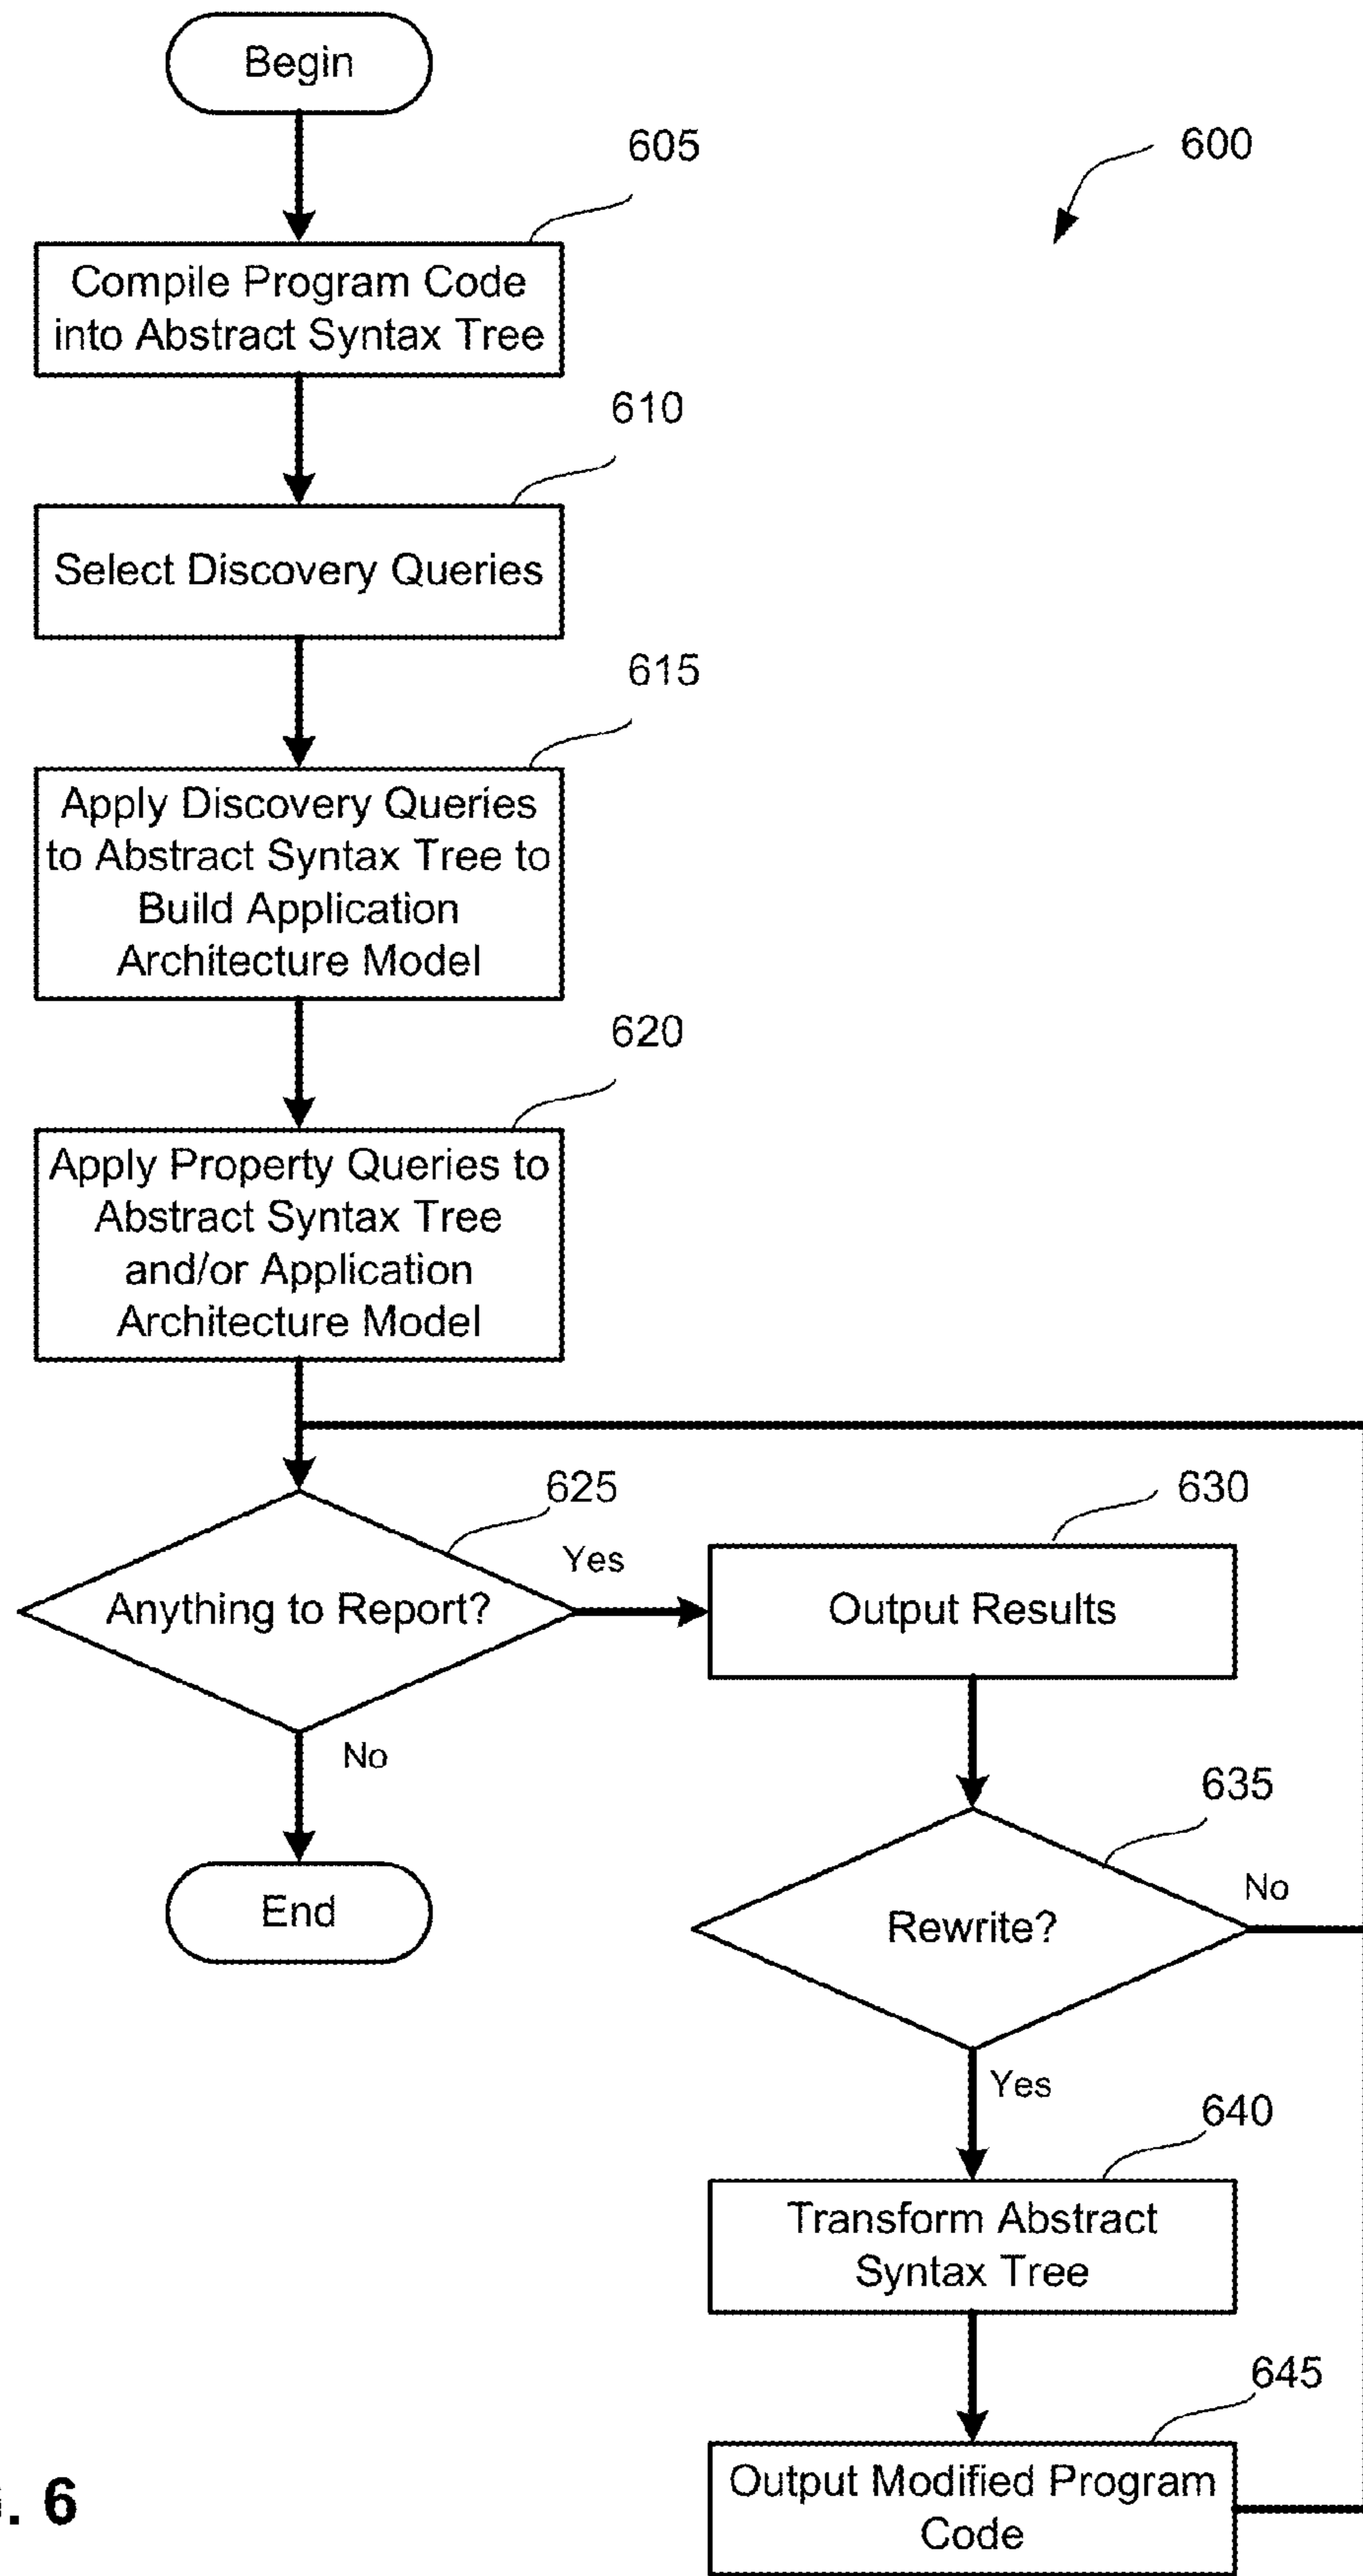 Begin
605
600
Compile Program Code
into Abstract Syntax Tree
610
Select Discovery Queries
615
Apply Discovery Queries
to Abstract Syntax Tree to
Build Application
Architecture Model
620
Apply Property Queries to
Abstract Syntax Tree
and/or Application
Architecture Model
625
Yes
630
Anything to Report?
Output Results
No
635
End
Rewrite?
No
Yes
640
Transform Abstract
Syntax Tree
645
Output Modified Program
Code
. 6